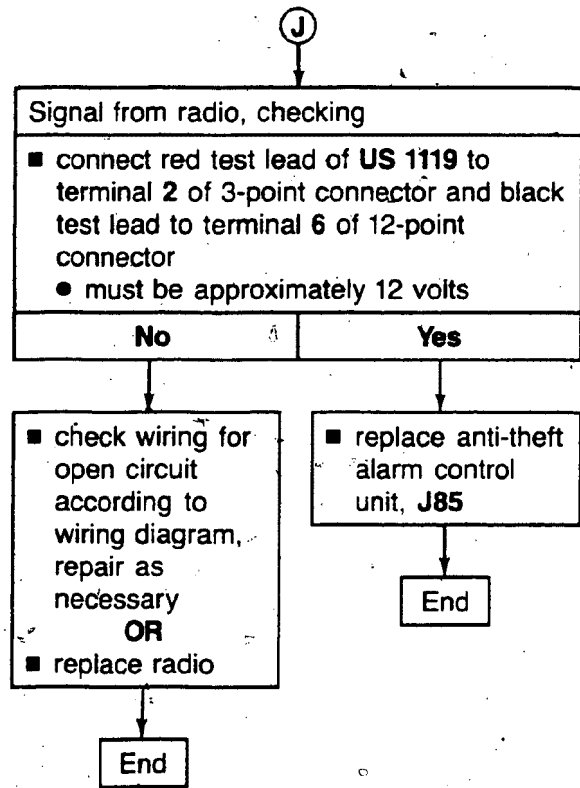 J
Signal from radio, checking
■ connect red test lead of US 1119 to
terminal 2 of 3-point connector and black
test lead to terminal 6 of 12-point
connector
● must be approximately 12 volts
No
Yes
■ check wiring for
open circuit
according to
wiring diagram,
repair as
necessary
OR
■ replace radio
End
■ replace anti-theft
alarm control
unit, J85
End